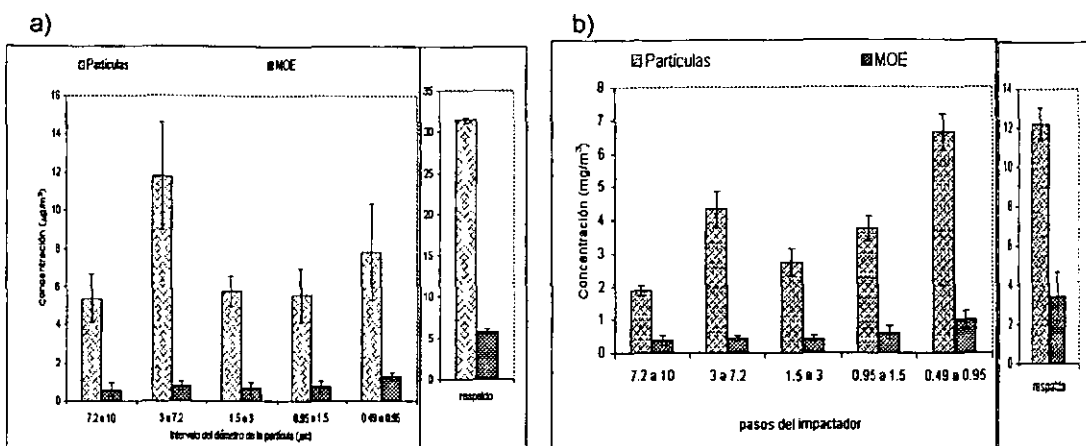 a)
Partículas MOE
Concentración (µg/m³)
16
14
12
10
8
6
4
2
0
7.2 a 10 3 a 7.2 1.5 a 3 0.95 a 1.5 0.49 a 0.95
Intervalo del diámetro de la partícula (µm)
35
30
25
20
15
10
5
0
respaldo
b)
Partículas MOE
Concentración (mg/m³)
8
7
6
5
4
3
2
1
0
7.2 a 10 3 a 7.2 1.5 a 3 0.95 a 1.5 0.49 a 0.95
pasos del impactador
14
12
10
8
6
4
2
0
respaldo